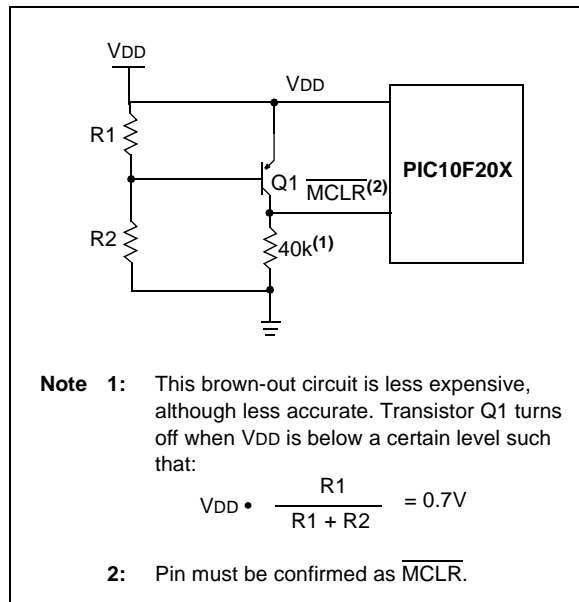 VDD
VDD
R1
PIC10F20X
Q1
MCLR(2)
R2
40k(1)
Note 1: This brown-out circuit is less expensive,
although less accurate. Transistor Q1 turns
off when VDD is below a certain level such
that:
VDD • R1 / R1 + R2 = 0.7V
2: Pin must be confirmed as MCLR.